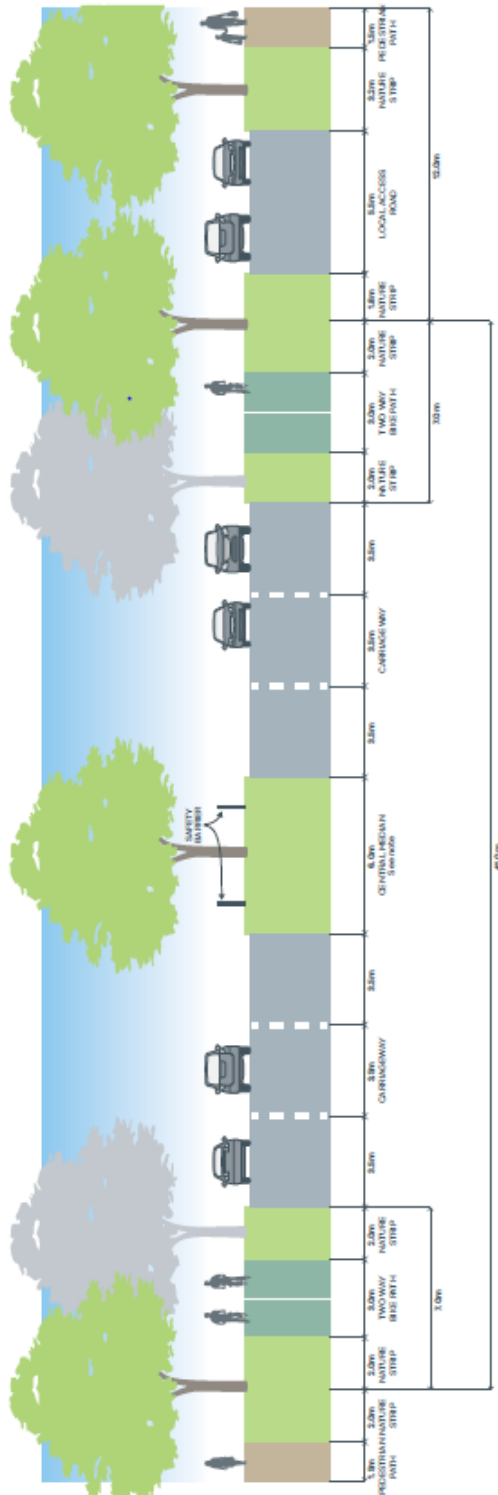 SAFETY
BARRIER
1.5m
PEDESTRIAN
PATH
2.0m
NATURE
STRIP
2.0m
NATURE
STRIP
3.0m
TWO WAY
BIKE PATH
2.0m
NATURE
STRIP
3.5m
3.5m
CARRIAGEWAY
3.5m
6.0m
CENTRAL MEDIAN
See note
3.5m
3.5m
CARRIAGEWAY
3.5m
2.0m
NATURE
STRIP
3.0m
TWO WAY
BIKE PATH
2.0m
NATURE
STRIP
1.8m
NATURE
STRIP
5.5m
LOCAL ACCESS
ROAD
3.2m
NATURE
STRIP
1.5m
PEDESTRIAN
PATH
7.0m
7.0m
12.0m